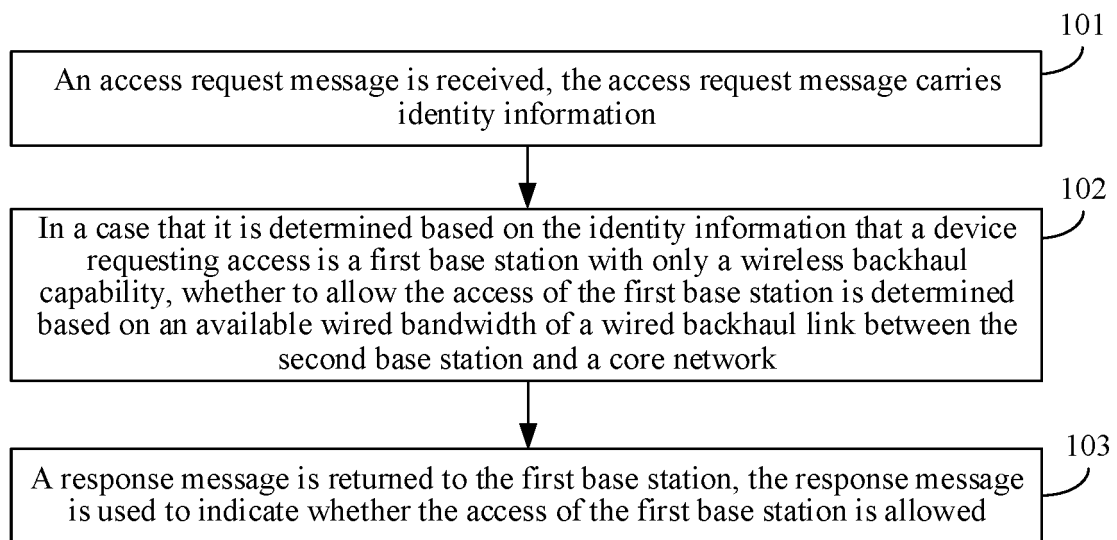 101
An access request message is received, the access request message carries
identity information
102
In a case that it is determined based on the identity information that a device
requesting access is a first base station with only a wireless backhaul
capability, whether to allow the access of the first base station is determined
based on an available wired bandwidth of a wired backhaul link between the
second base station and a core network
103
A response message is returned to the first base station, the response message
is used to indicate whether the access of the first base station is allowed